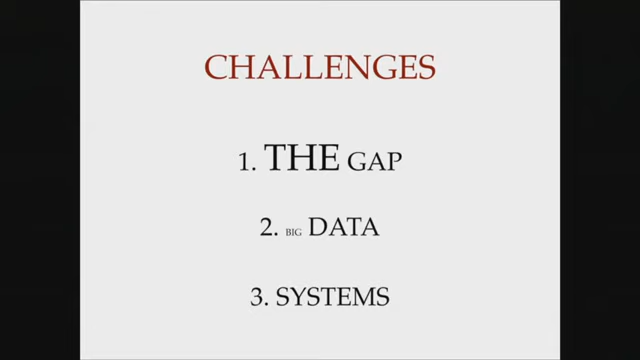 CHALLENGES
1. THE GAP
2. BIG DATA
3. SYSTEMS